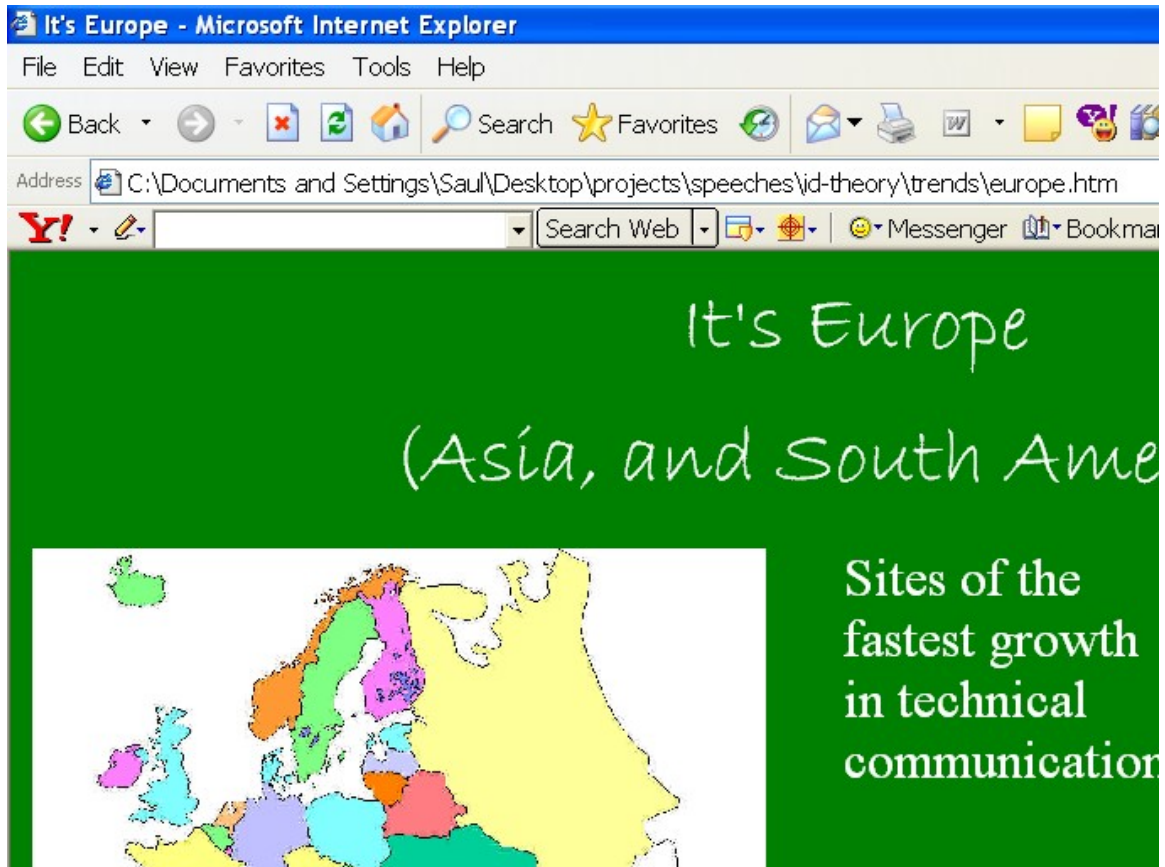 It's Europe - Microsoft Internet Explorer
File Edit View Favorites Tools Help
Back Search Favorites
Address C:\Documents and Settings\Saul\Desktop\projects\speeches\id-theory\trends\europe.htm
Y! Search Web Messenger Bookmar
It's Europe
(Asia, and South Ame
Sites of the
fastest growth
in technical
communication